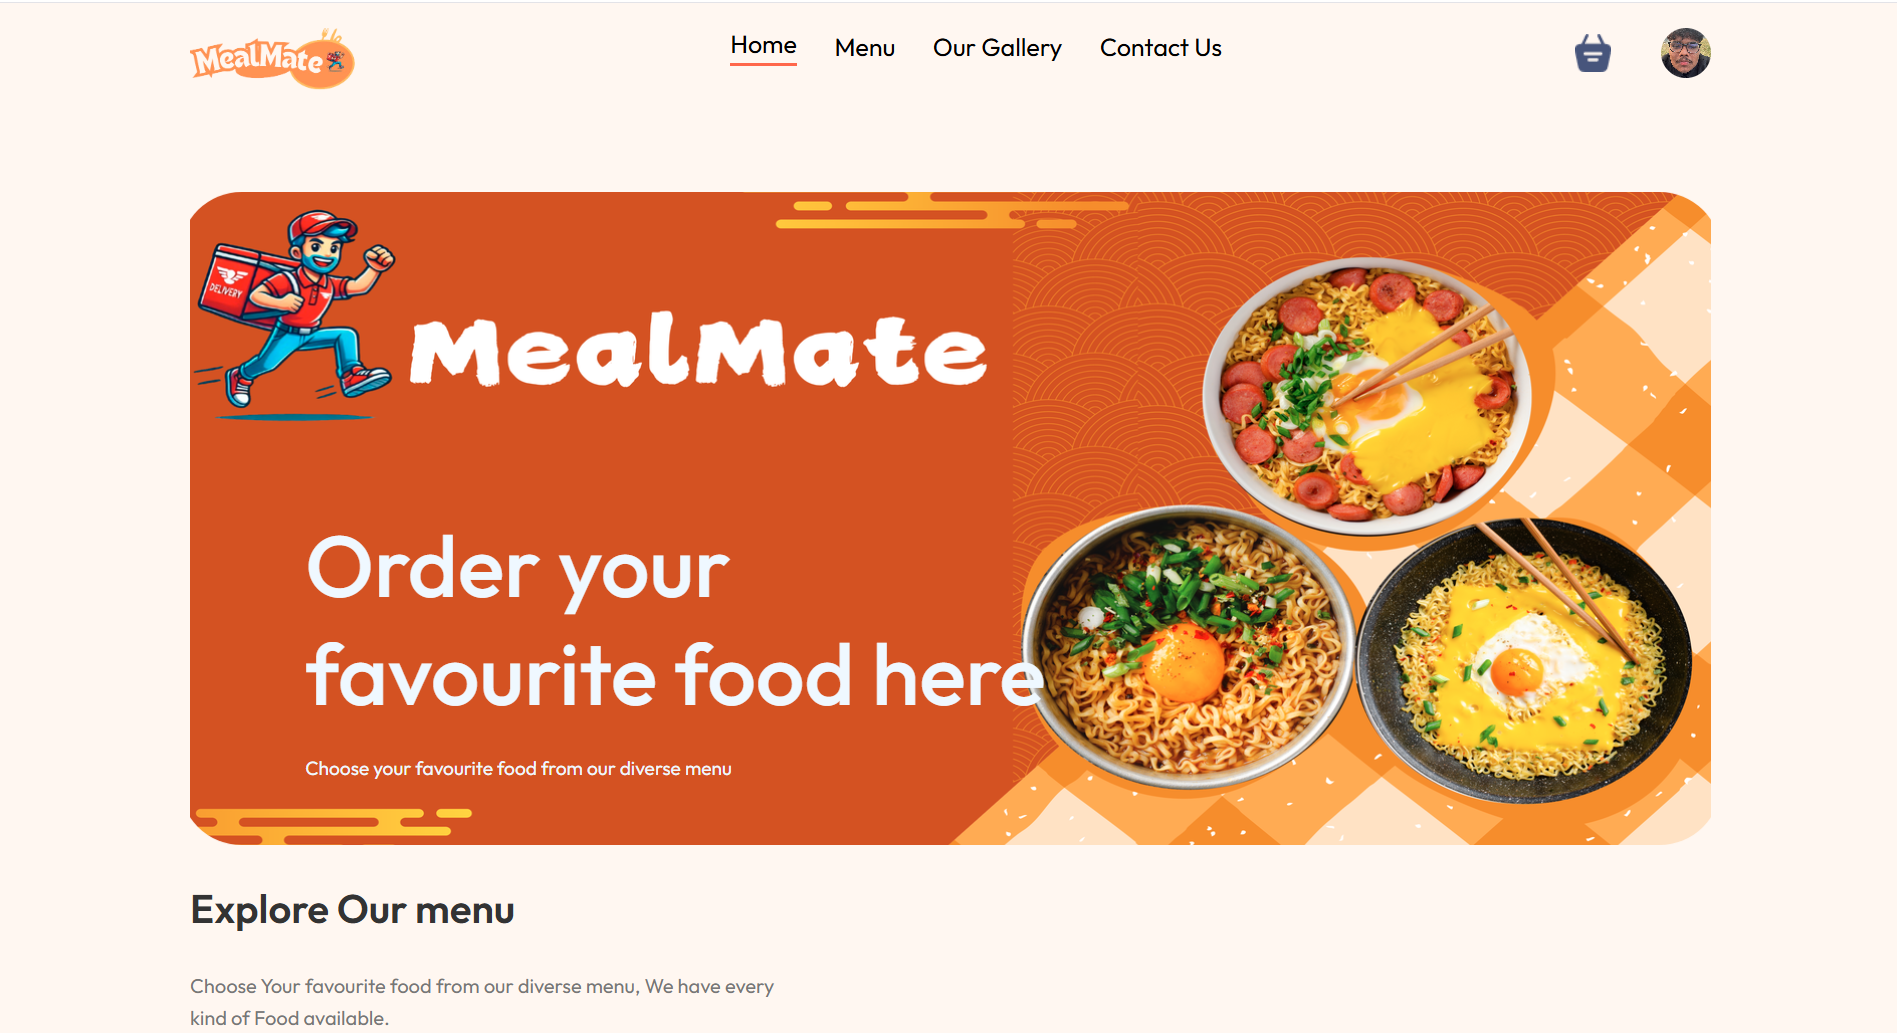 MealMate
Home
Menu
Our Gallery
Contact Us
DELIVERY
MealMate
Order your
favourite food here
Choose your favourite food from our diverse menu
Explore Our menu
Choose Your favourite food from our diverse menu, We have every
kind of Food available.